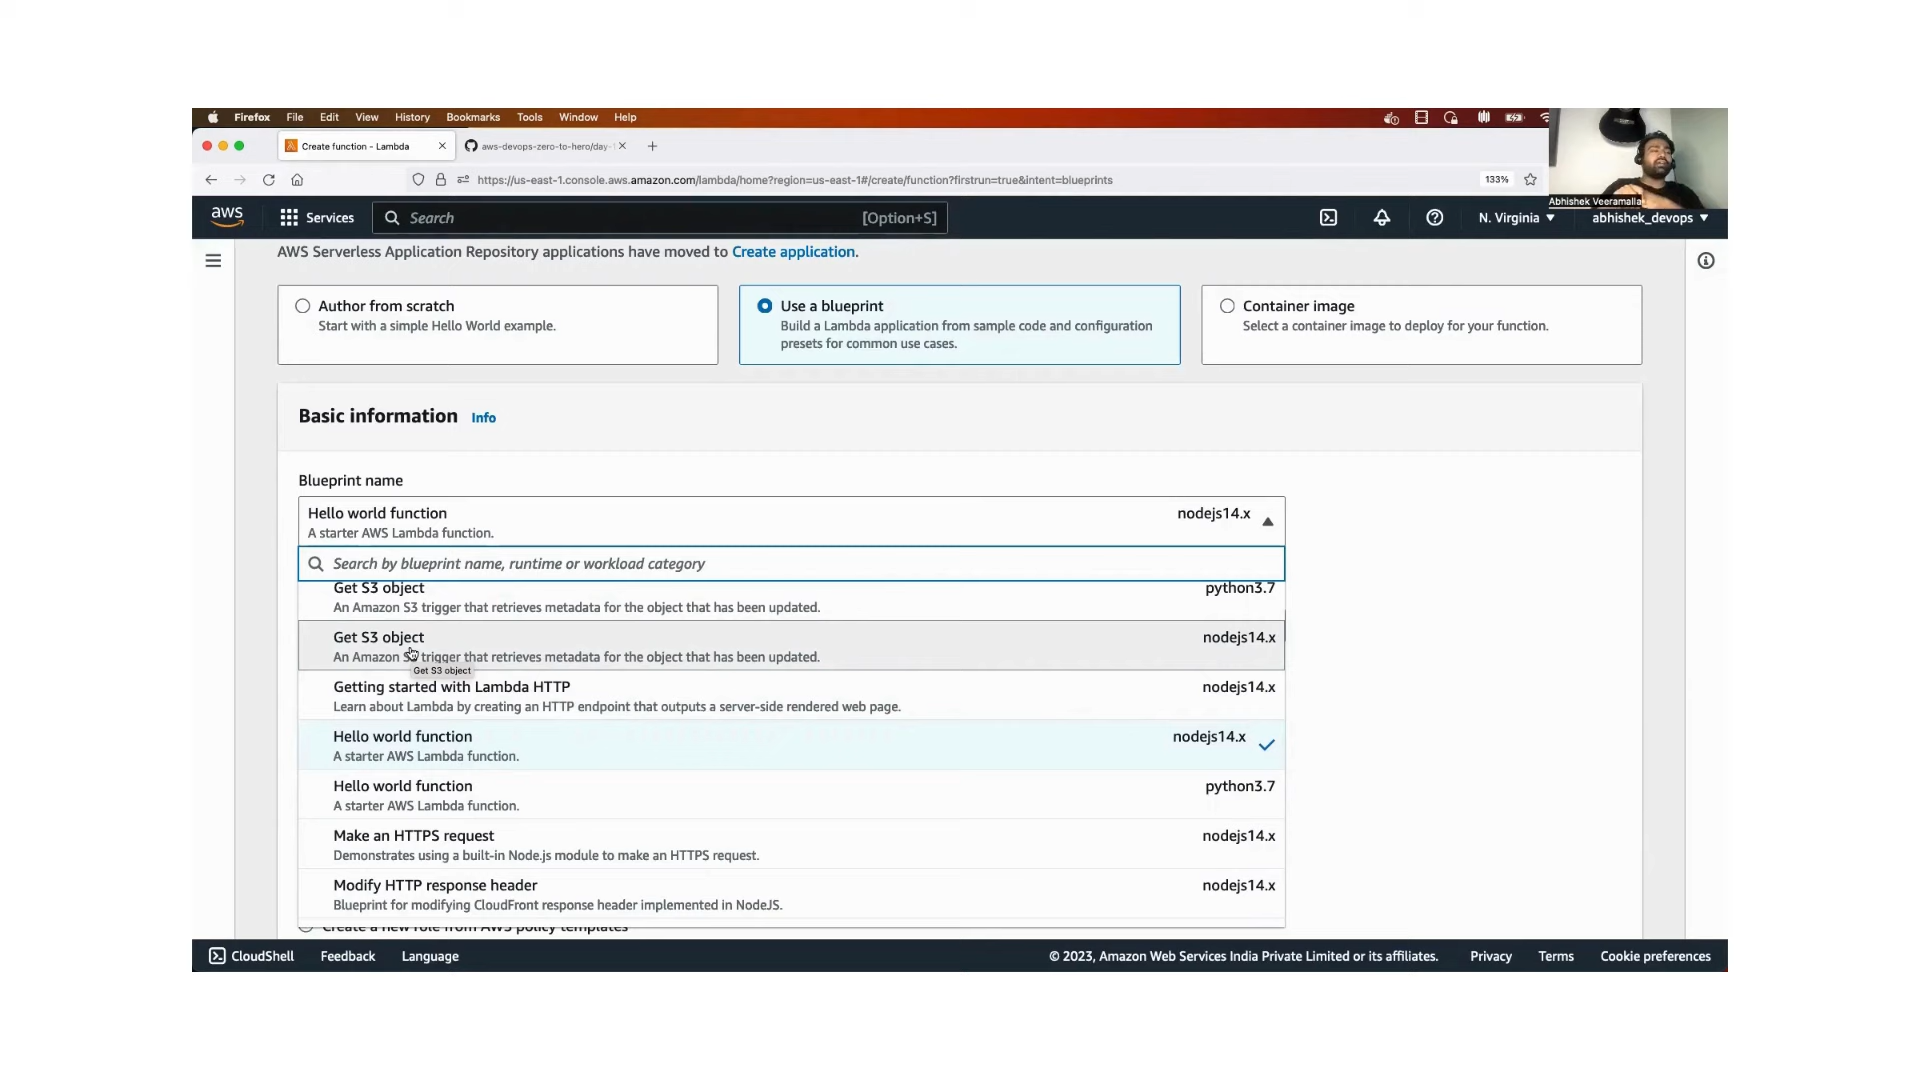 Firefox File Edit View History Bookmarks Tools Window Help
Create function - Lambda
aws-devops-zero-to-hero/day-
https://us-east-1.console.aws.amazon.com/lambda/home?region=us-east-1#/create/function?firstrun=true&intent=blueprints
133%
Abhishek Veeramalla
aws
Services
Search
[Option+S]
N. Virginia
abhishek_devops
AWS Serverless Application Repository applications have moved to Create application.
Author from scratch
Start with a simple Hello World example.
Use a blueprint
Build a Lambda application from sample code and configuration
presets for common use cases.
Container image
Select a container image to deploy for your function.
Basic information Info
Blueprint name
Hello world function nodejs14.x
A starter AWS Lambda function.
Search by blueprint name, runtime or workload category
Get S3 object python3.7
An Amazon S3 trigger that retrieves metadata for the object that has been updated.
Get S3 object nodejs14.x
An Amazon S3 trigger that retrieves metadata for the object that has been updated.
Get S3 object
Getting started with Lambda HTTP nodejs14.x
Learn about Lambda by creating an HTTP endpoint that outputs a server-side rendered web page.
Hello world function nodejs14.x
A starter AWS Lambda function.
Hello world function python3.7
A starter AWS Lambda function.
Make an HTTPS request nodejs14.x
Demonstrates using a built-in Node.js module to make an HTTPS request.
Modify HTTP response header nodejs14.x
Blueprint for modifying CloudFront response header implemented in NodeJS.
Create a new role from AWS policy templates
CloudShell Feedback Language
© 2023, Amazon Web Services India Private Limited or its affiliates. Privacy Terms Cookie preferences